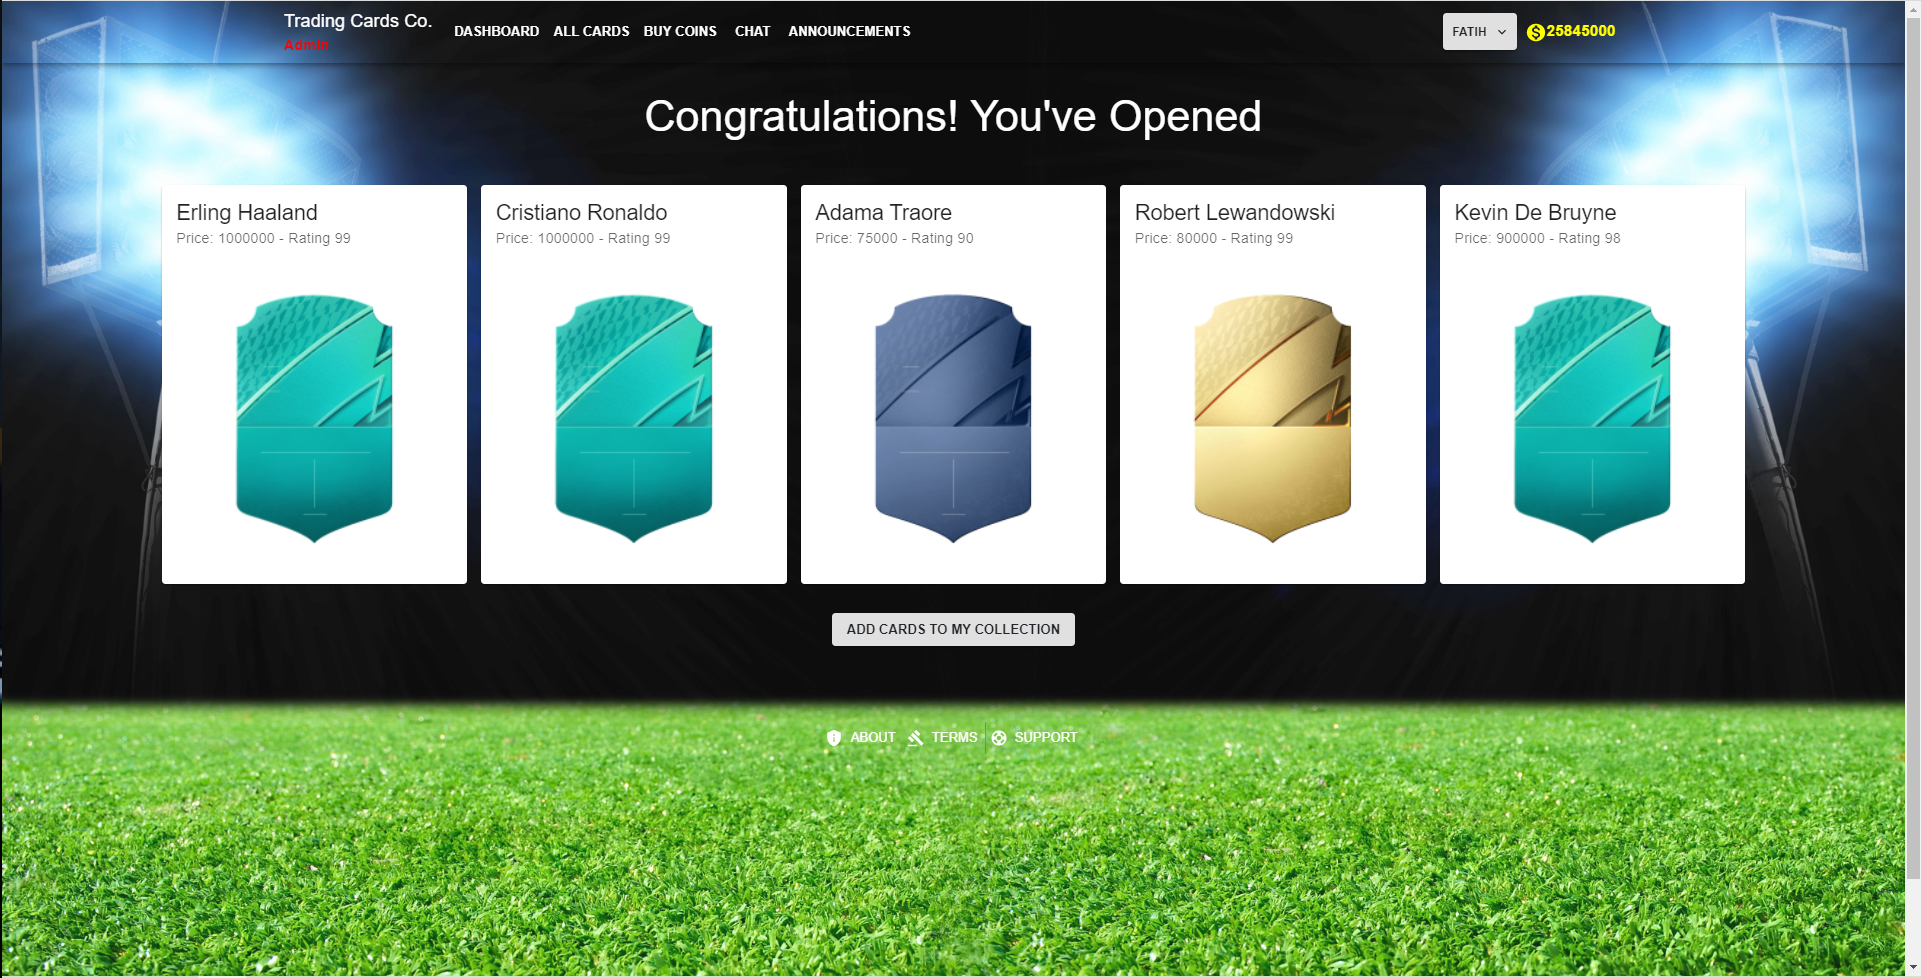 Trading Cards Co.
Admin
DASHBOARD ALL CARDS BUY COINS CHAT ANNOUNCEMENTS
FATIH
25845000
Congratulations! You've Opened
Erling Haaland
Price: 1000000 - Rating 99
Cristiano Ronaldo
Price: 1000000 - Rating 99
Adama Traore
Price: 75000 - Rating 90
Robert Lewandowski
Price: 80000 - Rating 99
Kevin De Bruyne
Price: 900000 - Rating 98
ADD CARDS TO MY COLLECTION
ABOUT TERMS SUPPORT